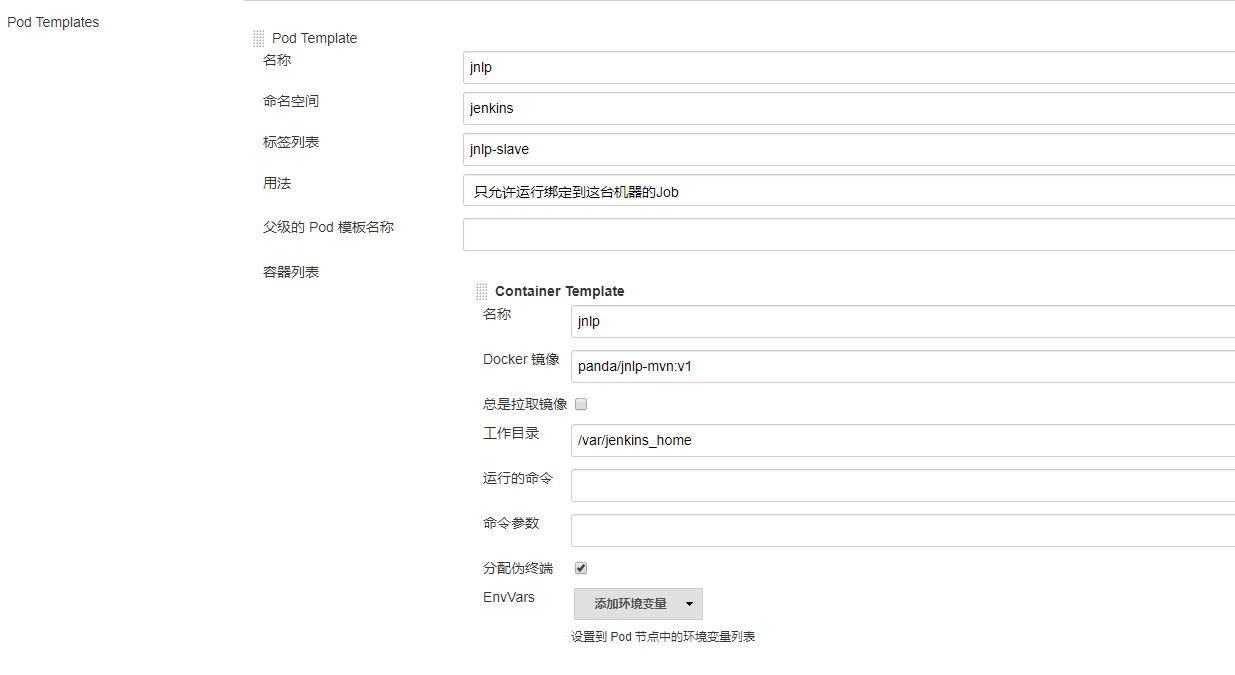 Pod Templates
Pod Template
名称
jnlp
命名空间
jenkins
标签列表
jnlp-slave
用法
只允许运行绑定到这台机器的Job
父级的 Pod 模板名称
容器列表
Container Template
名称
jnlp
Docker 镜像
panda/jnlp-mvn:v1
总是拉取镜像
工作目录
/var/jenkins_home
运行的命令
命令参数
分配伪终端
EnvVars
添加环境变量
设置到 Pod 节点中的环境变量列表